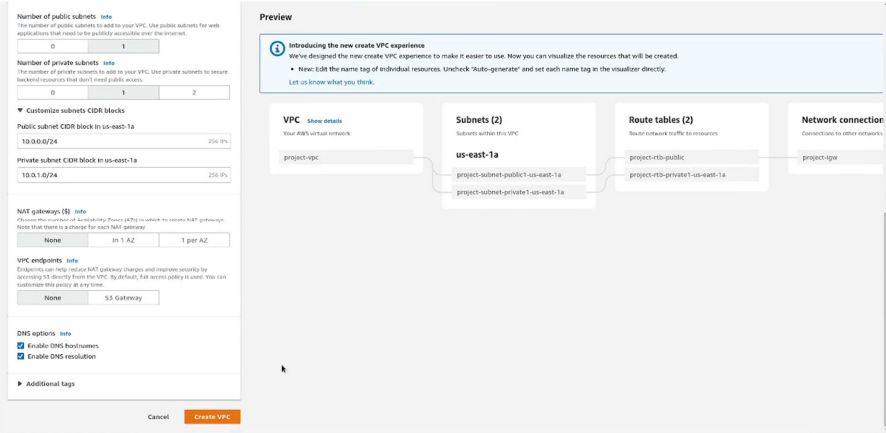 Number of public subnets Info
The number of public subnets to add to your VPC. Use public subnets for web
applications that need to be publicly accessible over the internet.
0 1
Number of private subnets Info
The number of private subnets to add to your VPC. Use private subnets to secure
backend resources that don't need public access.
0 1 2
▼ Customize subnets CIDR blocks
Public subnet CIDR block in us-east-1a
10.0.0.0/24 256 IPs
Private subnet CIDR block in us-east-1a
10.0.1.0/24 256 IPs
NAT gateways ($) Info
Choose the number of Availability Zones (AZs) in which to create NAT gateways.
Note that there is a charge for each NAT gateway
None In 1 AZ 1 per AZ
VPC endpoints Info
Endpoints can help reduce NAT gateway charges and improve security by
accessing S3 directly from the VPC. By default, full access policy is used. You can
customize this policy at any time.
None S3 Gateway
DNS options Info
Enable DNS hostnames
Enable DNS resolution
▶ Additional tags
Cancel Create VPC
Preview
Introducing the new create VPC experience
We've designed the new create VPC experience to make it easier to use. Now you can visualize the resources that will be created.
• New: Edit the name tag of individual resources. Uncheck "Auto-generate" and set each name tag in the visualizer directly.
Let us know what you think.
VPC Show details
Your AWS virtual network
project-vpc
Subnets (2)
Subnets within this VPC
us-east-1a
project-subnet-public1-us-east-1a
project-subnet-private1-us-east-1a
Route tables (2)
Route network traffic to resources
project-rtb-public
project-rtb-private1-us-east-1a
Network connection
Connections to other networks
project-igw